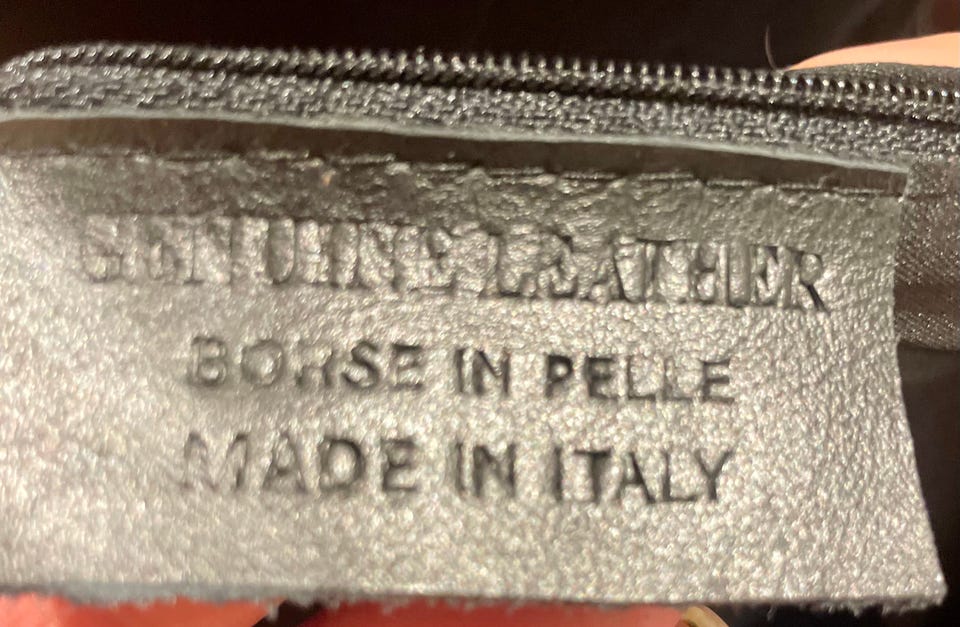 GENUINE LEATHER
BORSE IN PELLE
MADE IN ITALY